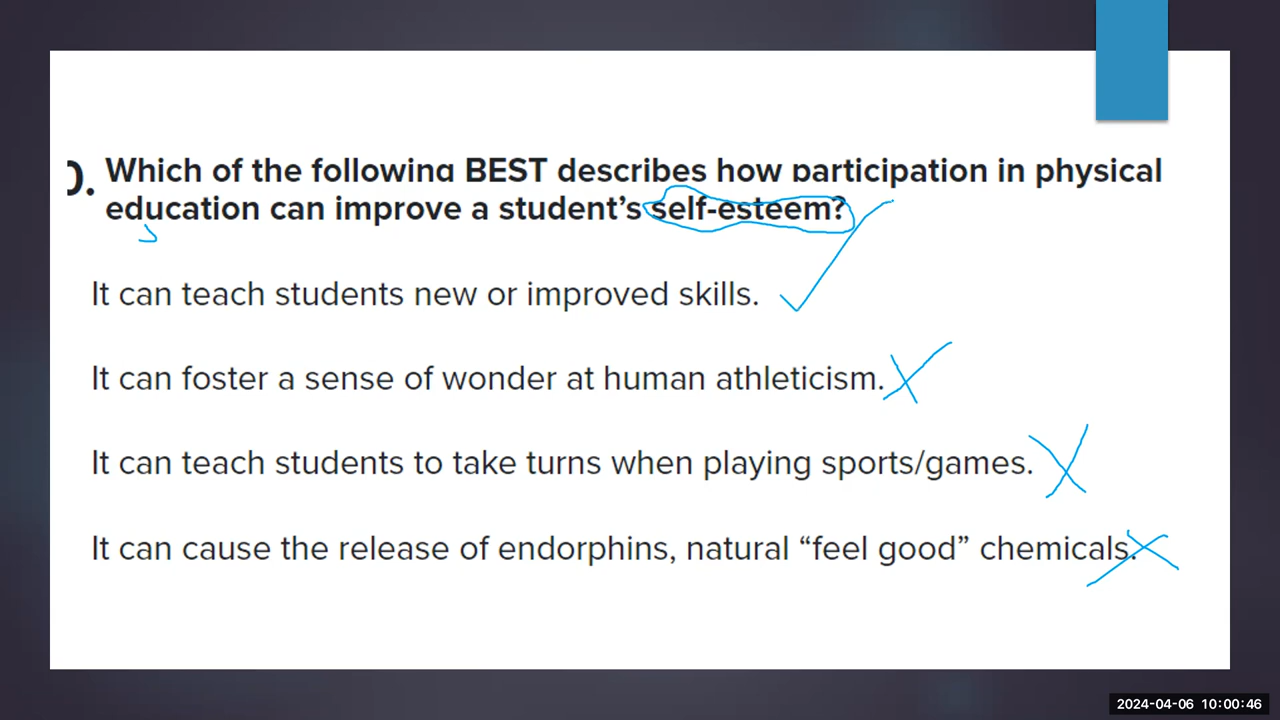 Which of the following BEST describes how participation in physical
education can improve a student's self-esteem?
It can teach students new or improved skills.
It can foster a sense of wonder at human athleticism.
It can teach students to take turns when playing sports/games.
It can cause the release of endorphins, natural “feel good” chemicals.
2024-04-06 10:00:46